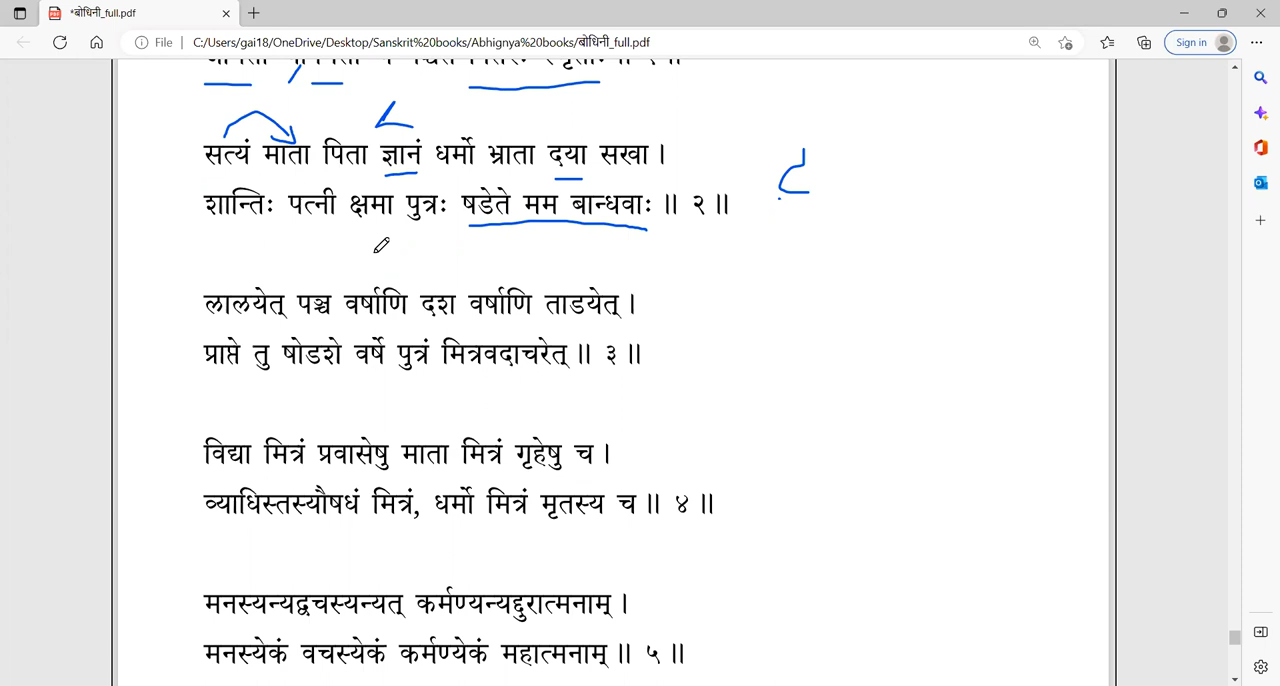 *बोधिनी_full.pdf
File
C:/Users/gai18/OneDrive/Desktop/Sanskrit%20books/Abhignya%20books/बोधिनी_full.pdf
Sign in
सत्यं माता पिता ज्ञानं धर्मो भ्राता दया सखा ।
शान्तिः पत्नी क्षमा पुत्रः षडेते मम बान्धवाः ॥ २ ॥
लालयेत् पञ्च वर्षाणि दश वर्षाणि ताडयेत् ।
प्राप्ते तु षोडशे वर्षे पुत्रं मित्रवदाचरेत् ॥ ३ ॥
विद्या मित्रं प्रवासेषु माता मित्रं गृहेषु च ।
व्याधिस्तस्यौषधं मित्रं, धर्मो मित्रं मृतस्य च ॥ ४ ॥
मनस्यन्यद्वचस्यन्यत् कर्मण्यन्यद्दुरात्मनाम् ।
मनस्येकं वचस्येकं कर्मण्येकं महात्मनाम् ॥ ५ ॥